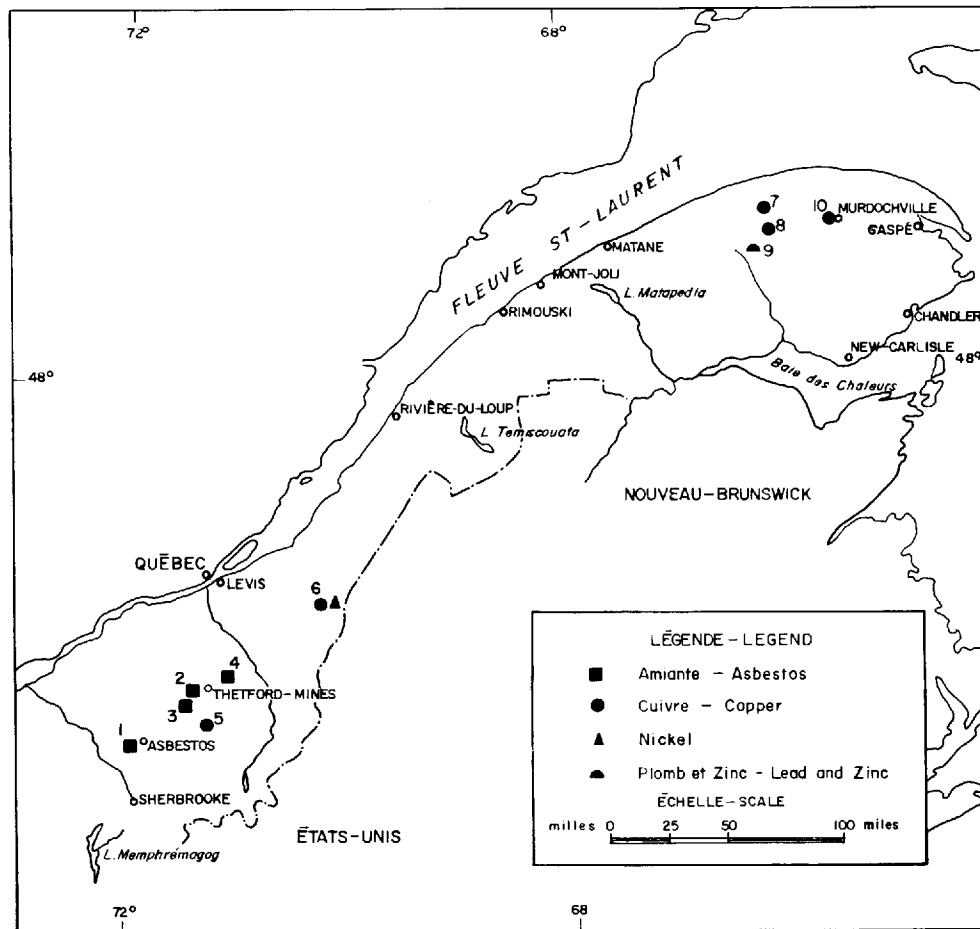 72°
68°
FLEUVE ST-LAURENT
7
8
9
10
MURDOCHVILLE
GASPÉ
MATANE
MONT-JOLI
L. Matapedia
RIMOUSKI
CHANDLER
NEW-CARLISLE
48°
48°
Baie des Chaleurs
RIVIÈRE-DU-LOUP
L. Temiscouata
NOUVEAU-BRUNSWICK
QUÉBEC
LEVIS
6
4
2
THETFORD-MINES
3
5
1
ASBESTOS
SHERBROOKE
ÉTATS-UNIS
L. Memphrémagog
LÉGENDE - LEGEND
Amiante - Asbestos
Cuivre - Copper
Nickel
Plomb et Zinc - Lead and Zinc
ÉCHELLE-SCALE
milles 0 25 50 100 miles
72°
68